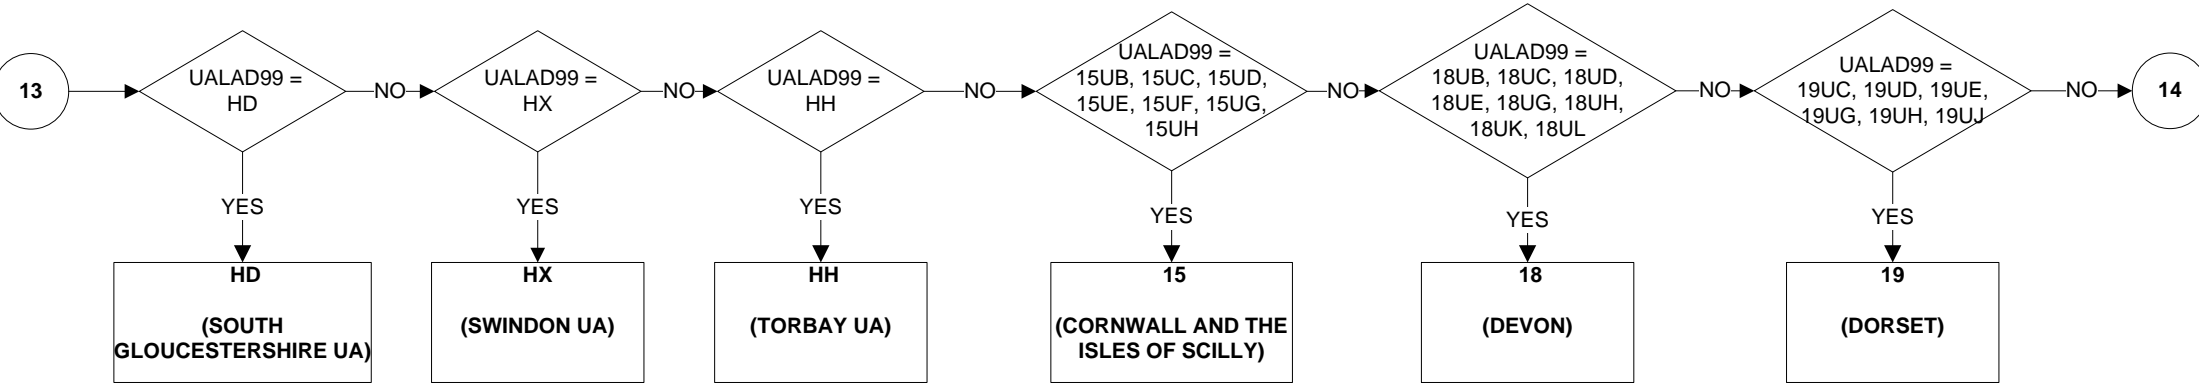 13
UALAD99 =
HD
NO
UALAD99 =
HX
NO
UALAD99 =
HH
NO
UALAD99 =
15UB, 15UC, 15UD,
15UE, 15UF, 15UG,
15UH
NO
UALAD99 =
18UB, 18UC, 18UD,
18UE, 18UG, 18UH,
18UK, 18UL
NO
UALAD99 =
19UC, 19UD, 19UE,
19UG, 19UH, 19UJ
NO
14
YES
YES
YES
YES
YES
YES
HD
(SOUTH
GLOUCESTERSHIRE UA)
HX
(SWINDON UA)
HH
(TORBAY UA)
15
(CORNWALL AND THE
ISLES OF SCILLY)
18
(DEVON)
19
(DORSET)